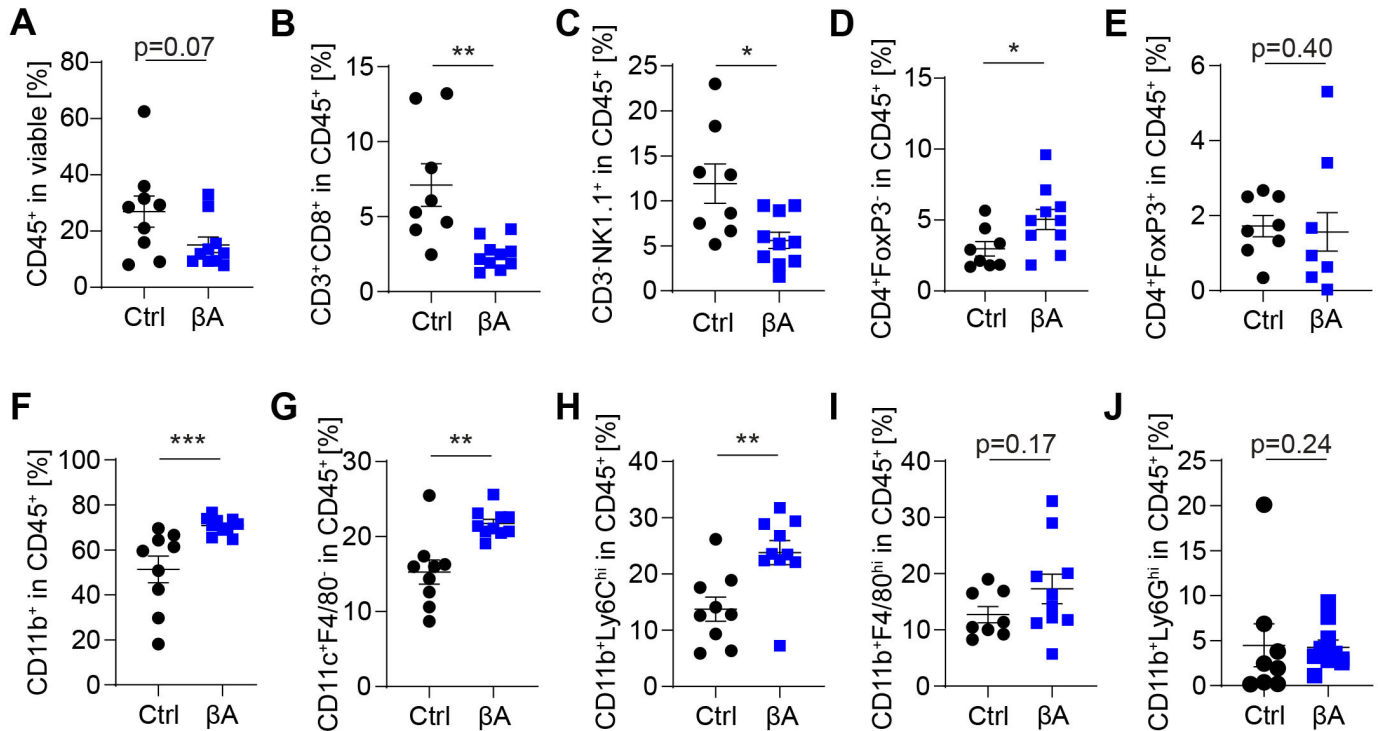 A
CD45⁺ in viable [%]
p=0.07
80
60
40
20
0
Ctrl
βA
B
CD3⁺CD8⁺ in CD45⁺ [%]
**
15
10
5
0
Ctrl
βA
C
CD3⁻NK1.1⁺ in CD45⁺ [%]
*
25
20
15
10
5
0
Ctrl
βA
D
CD4⁺FoxP3⁻ in CD45⁺ [%]
*
15
10
5
0
Ctrl
βA
E
CD4⁺FoxP3⁺ in CD45⁺ [%]
p=0.40
6
4
2
0
Ctrl
βA
F
CD11b⁺ in CD45⁺ [%]
***
100
80
60
40
20
0
Ctrl
βA
G
CD11c⁺F4/80⁻ in CD45⁺ [%]
**
30
20
10
0
Ctrl
βA
H
CD11b⁺Ly6Cʰⁱ in CD45⁺ [%]
**
40
30
20
10
0
Ctrl
βA
I
CD11b⁺F4/80ʰⁱ in CD45⁺ [%]
p=0.17
40
30
20
10
0
Ctrl
βA
J
CD11b⁺Ly6Gʰⁱ in CD45⁺ [%]
p=0.24
25
20
15
10
5
0
Ctrl
βA